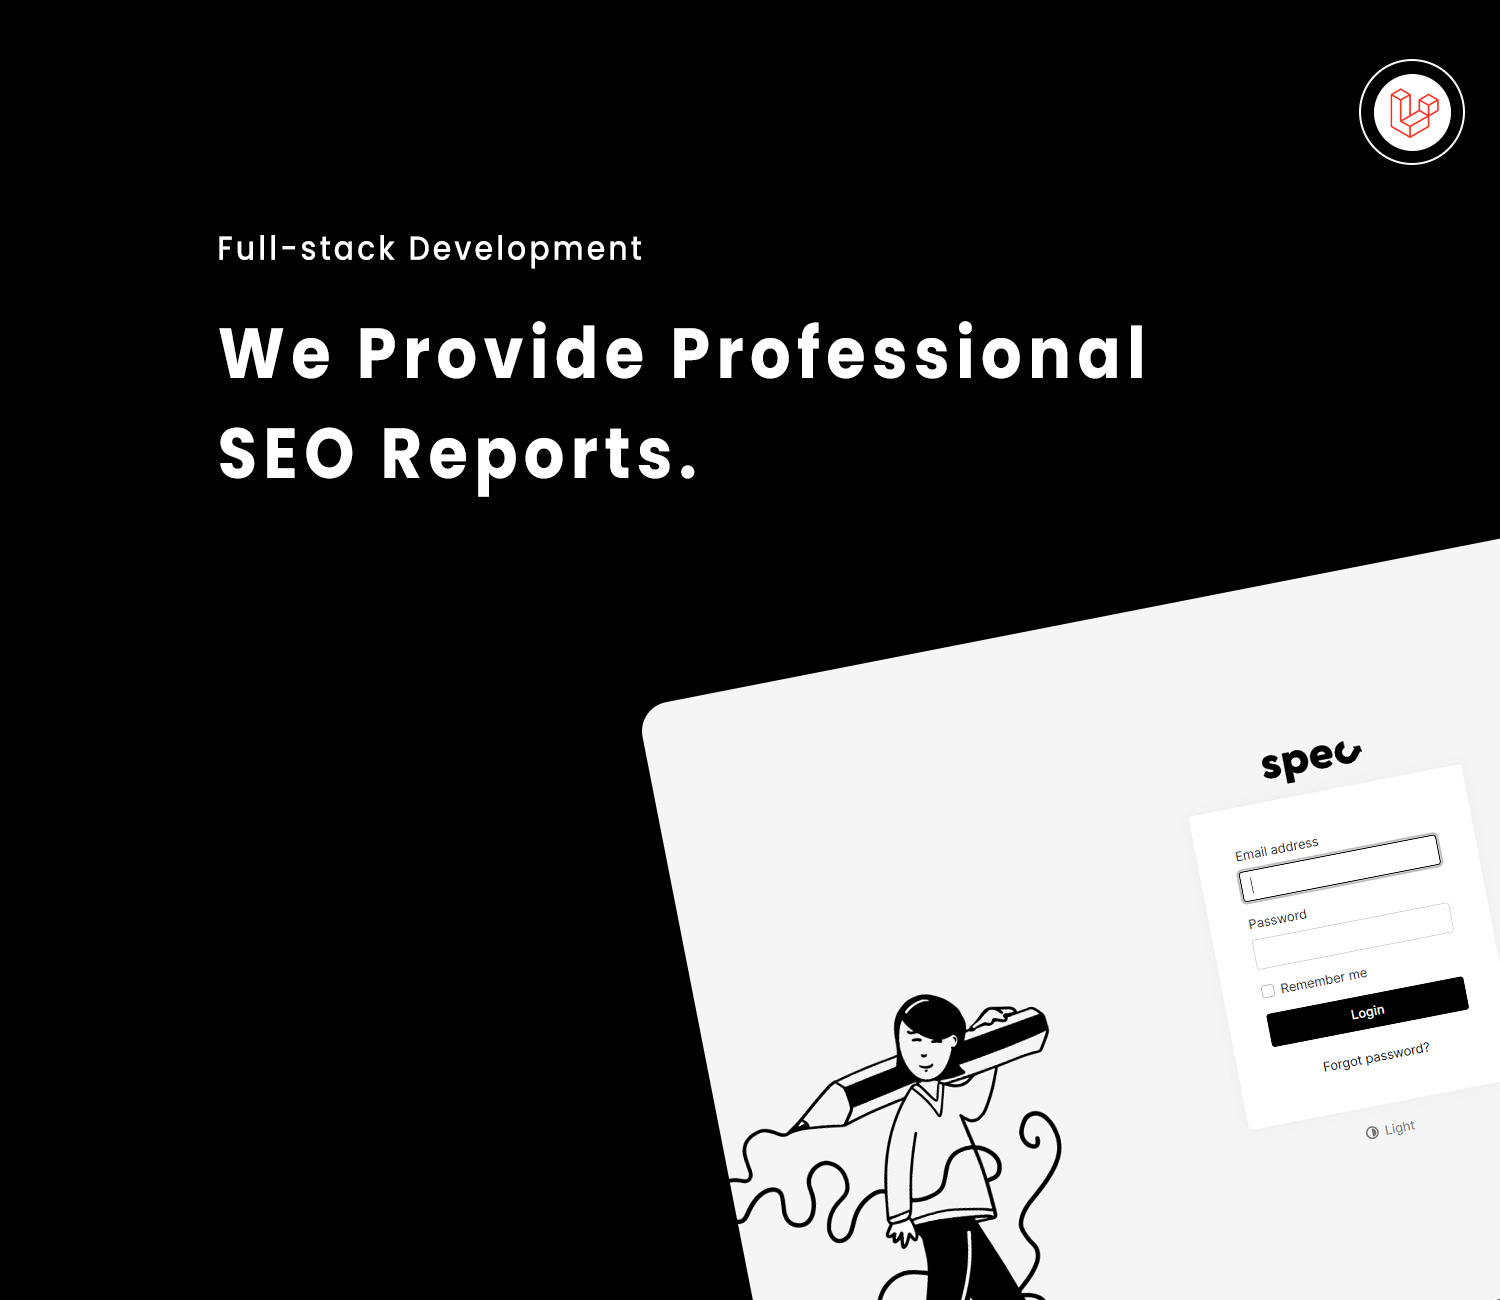 Full-stack Development
We Provide Professional
SEO Reports.
spec
Email address
Password
Remember me
Login
Forgot password?
Light